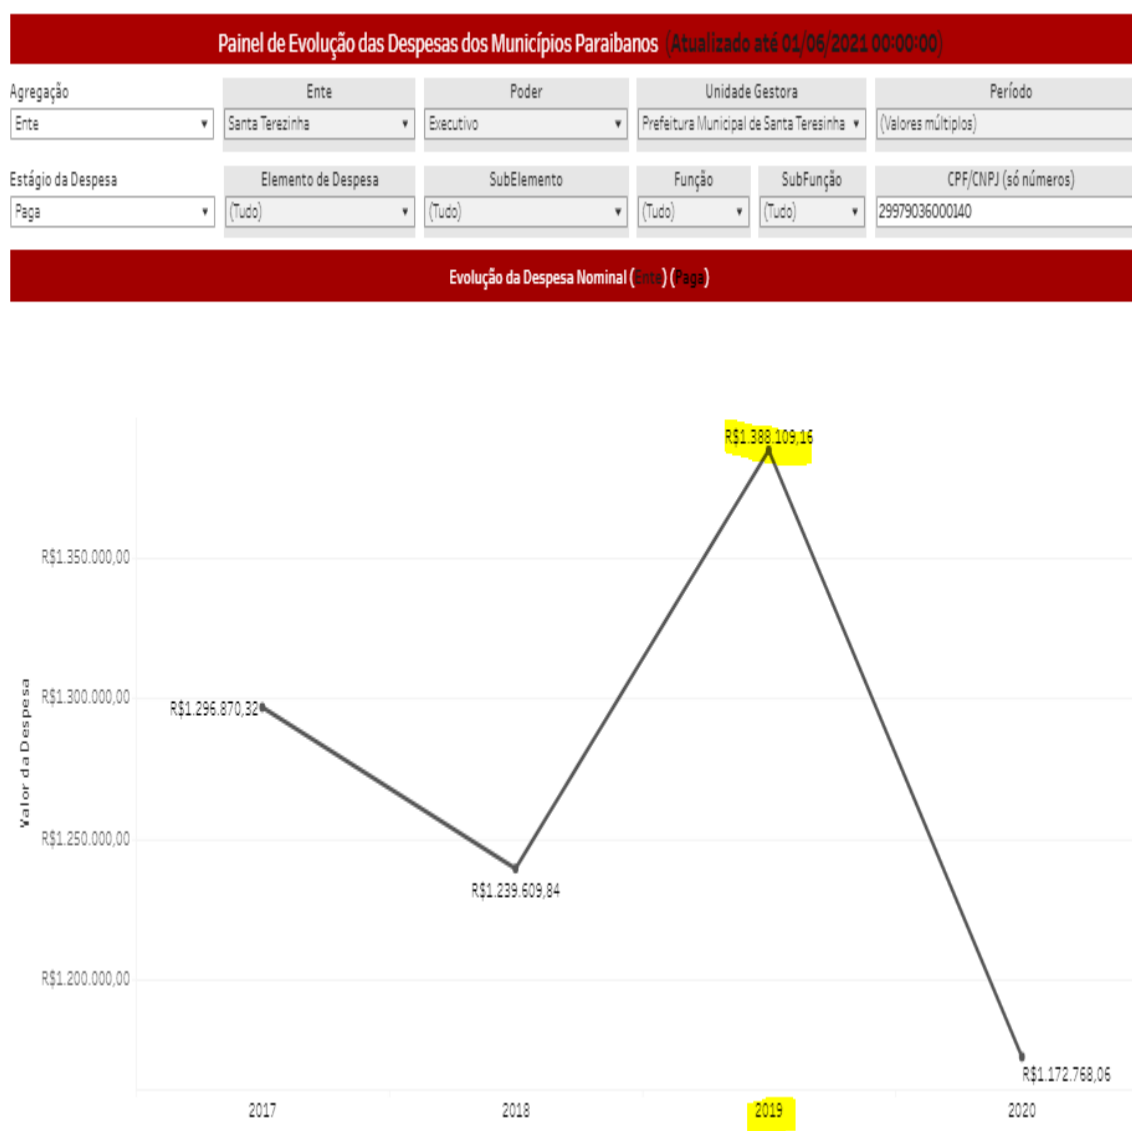 Painel de Evolução das Despesas dos Municípios Paraibanos (Atualizado até 01/06/2021 00:00:00)
Agregação Ente Poder Unidade Gestora Período
Ente Santa Terezinha Executivo Prefeitura Municipal de Santa Teresinha (Valores múltiplos)
Estágio da Despesa Elemento de Despesa SubElemento Função SubFunção CPF/CNPJ (só números)
Paga (Tudo) (Tudo) (Tudo) (Tudo) 29979036000140
Evolução da Despesa Nominal (Ente) (Paga)
R$1.388.109,16
R$1.350.000,00
R$1.300.000,00
R$1.296.870,32
Valor da Despesa
R$1.250.000,00
R$1.239.609,84
R$1.200.000,00
R$1.172.768,06
2017 2018 2019 2020